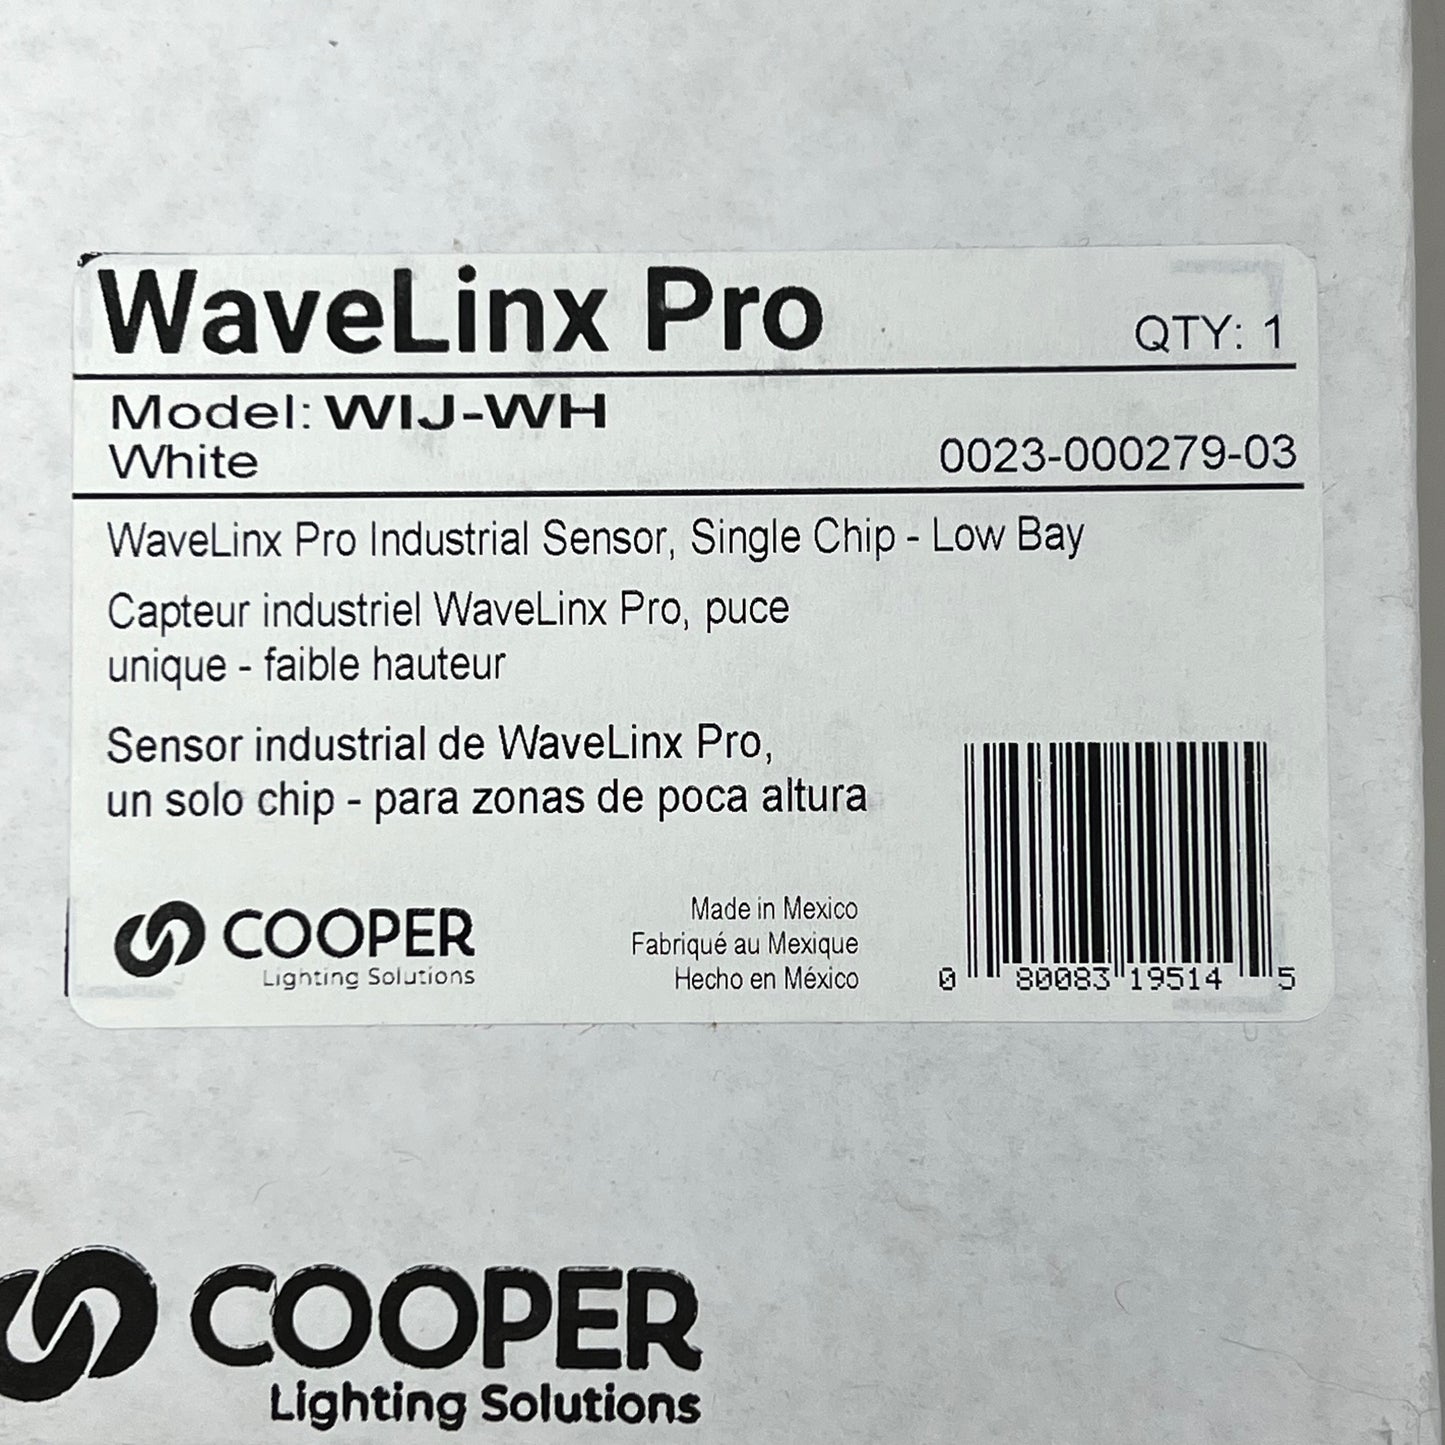 WaveLinx Pro
QTY: 1
Model: WIJ-WH
White
0023-000279-03
WaveLinx Pro Industrial Sensor, Single Chip - Low Bay
Capteur industriel WaveLinx Pro, puce
unique - faible hauteur
Sensor industrial de WaveLinx Pro,
un solo chip - para zonas de poca altura
COOPER
Lighting Solutions
Made in Mexico
Fabriqué au Mexique
Hecho en México
0 80083 19514 5
COOPER
Lighting Solutions